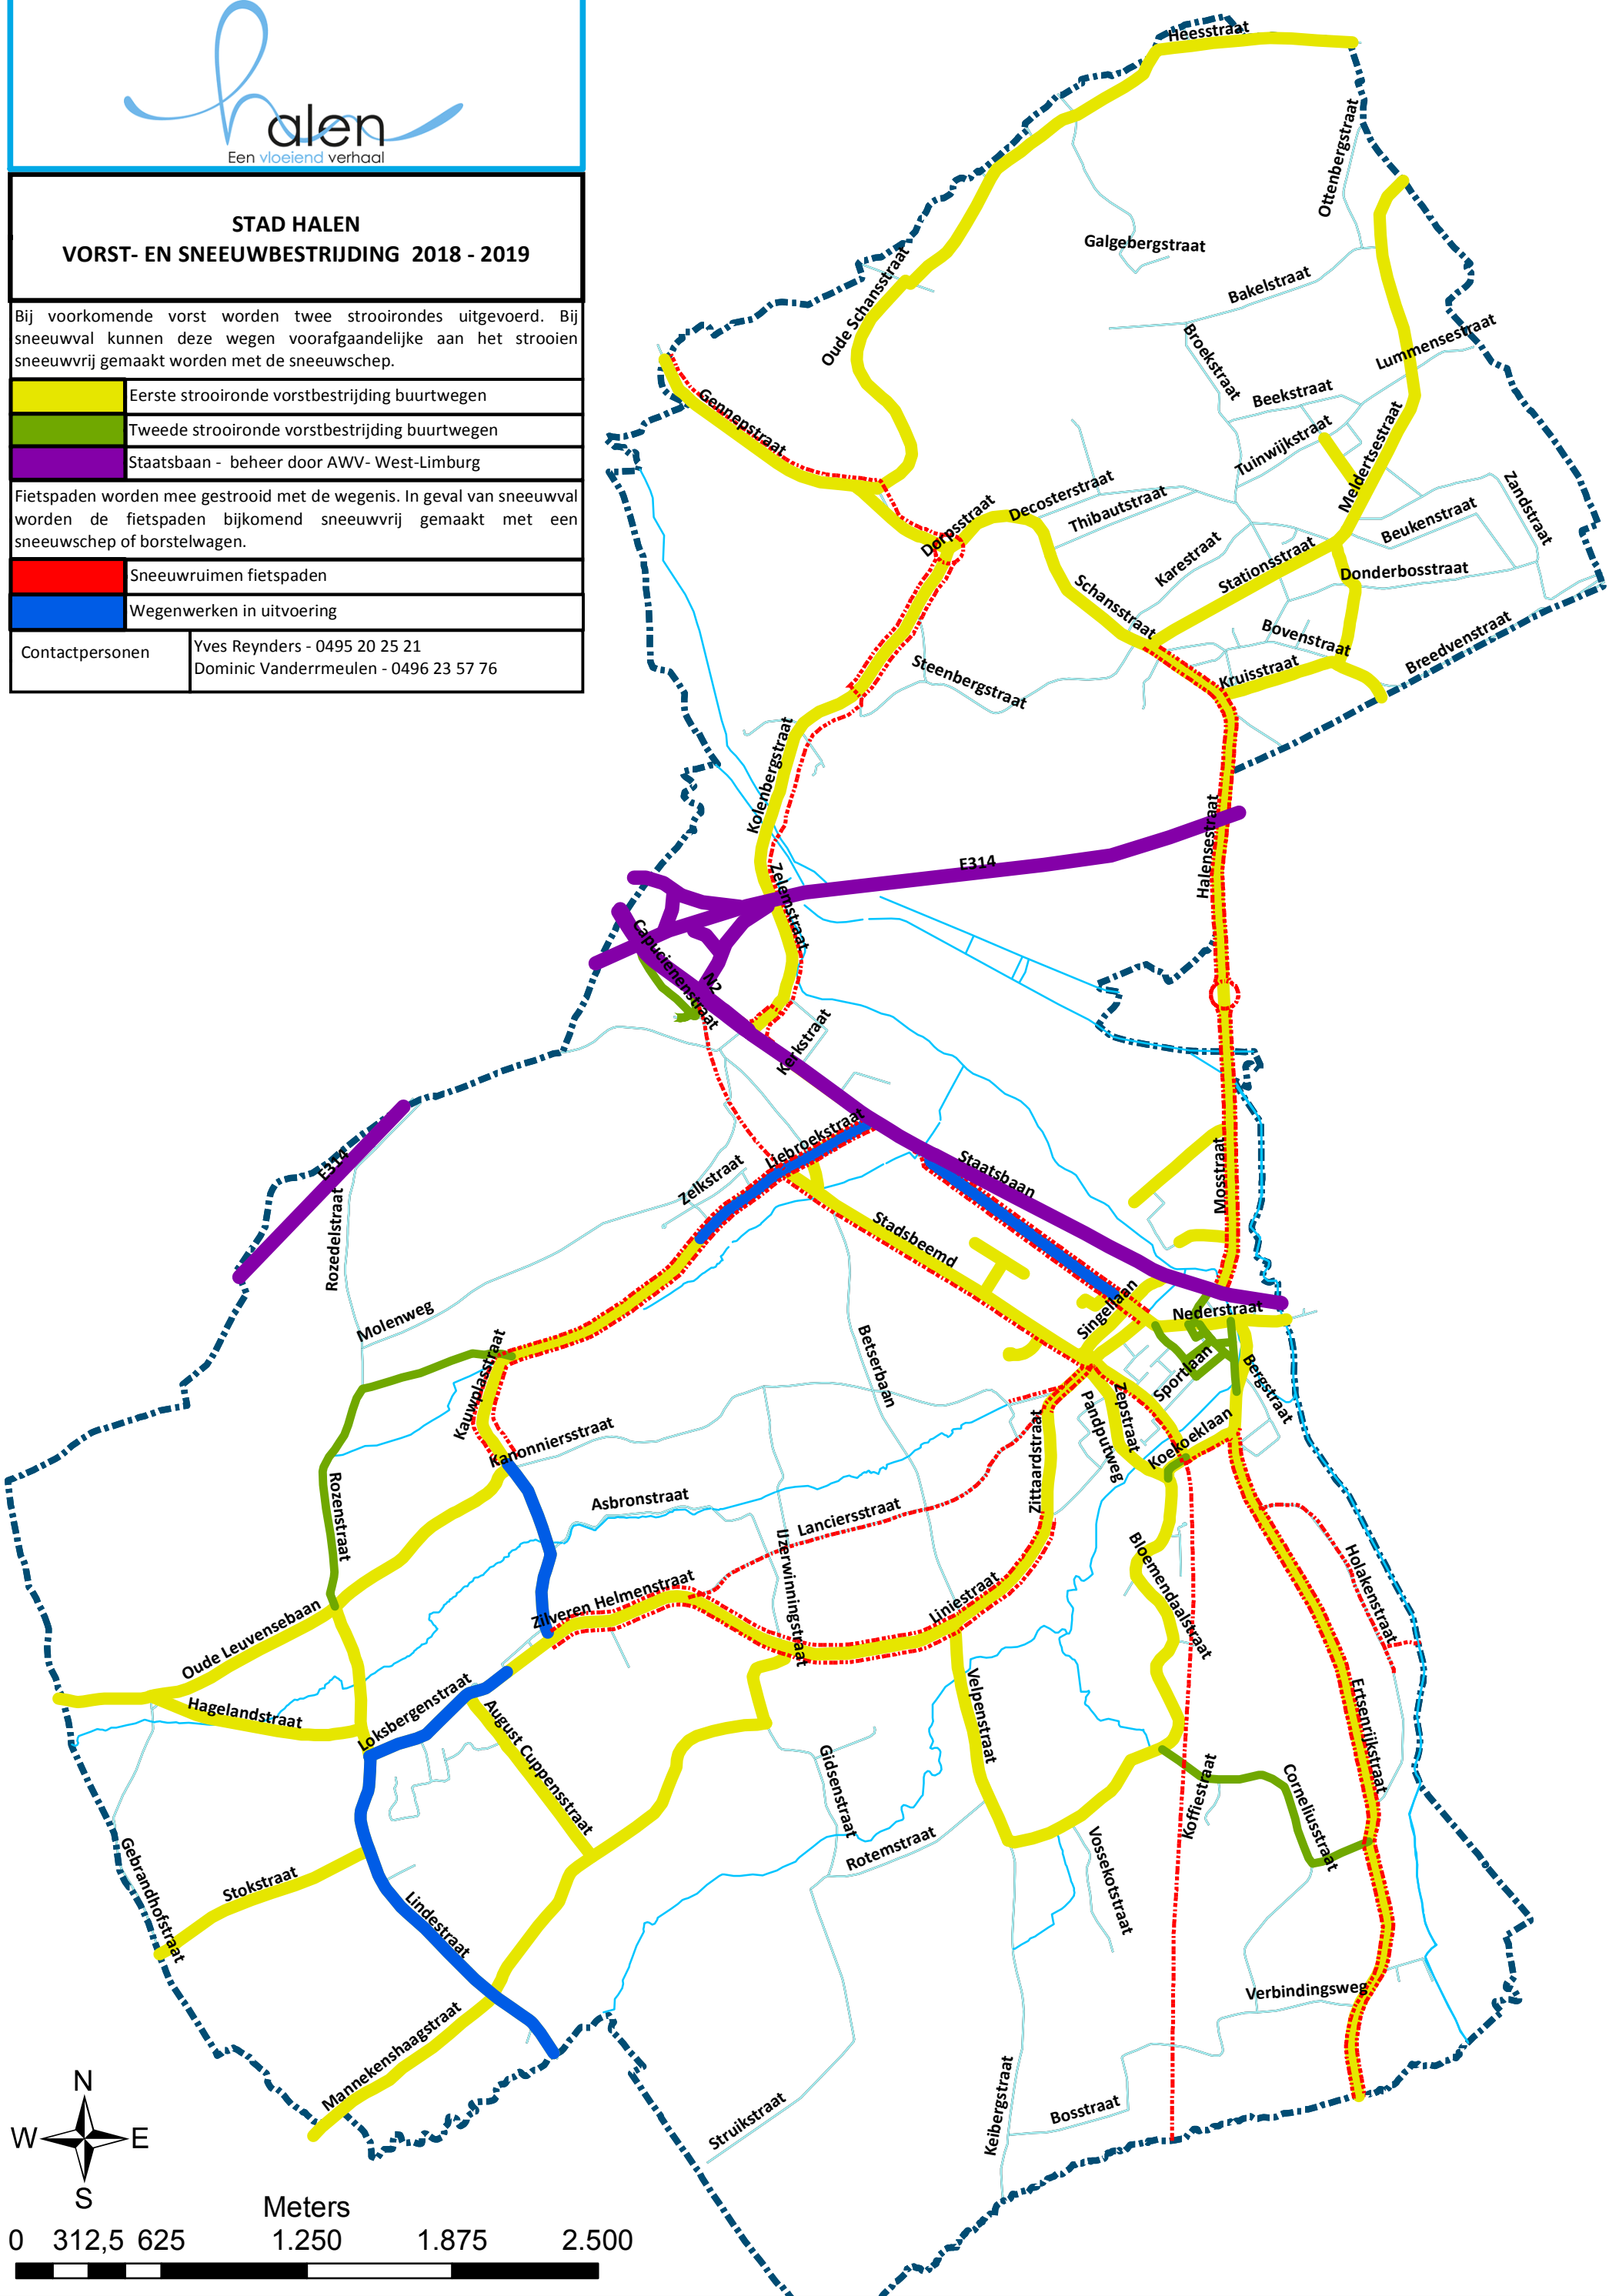 halen
Een vloeiend verhaal
STAD HALEN
VORST- EN SNEEUWBESTRIJDING 2018 - 2019
Bij voorkomende vorst worden twee strooirondes uitgevoerd. Bij
sneeuwval kunnen deze wegen voorafgaandelijke aan het strooien
sneeuwvrij gemaakt worden met de sneeuwschep.
Eerste strooironde vorstbestrijding buurtwegen
Tweede strooironde vorstbestrijding buurtwegen
Staatsbaan - beheer door AWV- West-Limburg
Fietspaden worden mee gestrooid met de wegenis. In geval van sneeuwval
worden de fietspaden bijkomend sneeuwvrij gemaakt met een
sneeuwschep of borstelwagen.
Sneeuwruimen fietspaden
Wegenwerken in uitvoering
Contactpersonen
Yves Reynders - 0495 20 25 21
Dominic Vanderrmeulen - 0496 23 57 76
Heesstraat
Ottenbergstraat
Galgebergstraat
Bakelstraat
Oude Schansstraat
Broekstraat
Lummensestraat
Beekstraat
Gennepstraat
Tuinwijkstraat
Meldertsestraat
Decosterstraat
Thibautstraat
Dorpsstraat
Zandstraat
Beukenstraat
Karestraat
Stationsstraat
Donderbosstraat
Schansstraat
Bovenstraat
Breedvenstraat
Steenbergstraat
Kruisstraat
Kolenbergstraat
Halensestraat
E314
Zelemstraat
Capucienenstraat
N2
Kerkstraat
Liebroekstraat
E314
Zelkstraat
Staatsbaan
Mosstraat
Rozedelstraat
Stadsbeemd
Molenweg
Singellaan
Nederstraat
Betserbaan
Kauwplasstraat
Sportlaan
Bergstraat
Zepstraat
Pandputweg
Kanonniersstraat
Koekoeklaan
Zittaardstraat
Rozenstraat
Asbronstraat
Lanciersstraat
IJzerwinningstraat
Bloemendaalstraat
Holakenstraat
Zilveren Helmenstraat
Liniestraat
Oude Leuvensebaan
Hagelandstraat
Loksbergenstraat
Velpenstraat
Ertsenrijkstraat
August Cuppensstraat
Gidsenstraat
Koffiestraat
Corneliusstraat
Rotemstraat
Vossekotstraat
Gebrandhofstraat
Stokstraat
Lindestraat
Verbindingsweg
Mannekenshaagstraat
Struikstraat
Keibergstraat
Bosstraat
N
W E
S
Meters
0 312,5 625 1.250 1.875 2.500